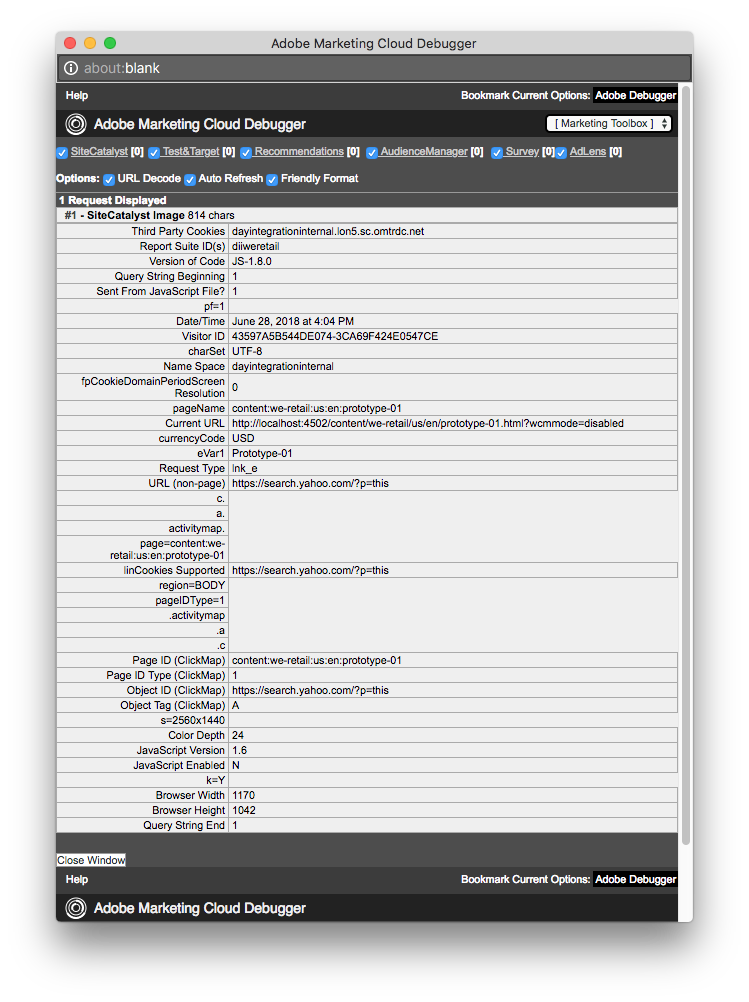 Adobe Marketing Cloud Debugger
about:blank
Help Bookmark Current Options: Adobe Debugger
Adobe Marketing Cloud Debugger [ Marketing Toolbox ]
SiteCatalyst [0] Test&Target [0] Recommendations [0] AudienceManager [0] Survey [0] AdLens [0]
Options: URL Decode Auto Refresh Friendly Format
1 Request Displayed
#1 - SiteCatalyst Image 814 chars
Third Party Cookies dayintegrationinternal.lon5.sc.omtrdc.net
Report Suite ID(s) diiweretail
Version of Code JS-1.8.0
Query String Beginning 1
Sent From JavaScript File? 1
pf=1
Date/Time June 28, 2018 at 4:04 PM
Visitor ID 43597A5B544DE074-3CA69F424E0547CE
charSet UTF-8
Name Space dayintegrationinternal
fpCookieDomainPeriodScreen
Resolution 0
pageName content:we-retail:us:en:prototype-01
Current URL http://localhost:4502/content/we-retail/us/en/prototype-01.html?wcmmode=disabled
currencyCode USD
eVar1 Prototype-01
Request Type lnk_e
URL (non-page) https://search.yahoo.com/?p=this
c.
a.
activitymap.
page=content:we-
retail:us:en:prototype-01
linCookies Supported https://search.yahoo.com/?p=this
region=BODY
pageIDType=1
.activitymap
.a
.c
Page ID (ClickMap) content:we-retail:us:en:prototype-01
Page ID Type (ClickMap) 1
Object ID (ClickMap) https://search.yahoo.com/?p=this
Object Tag (ClickMap) A
s=2560x1440
Color Depth 24
JavaScript Version 1.6
JavaScript Enabled N
k=Y
Browser Width 1170
Browser Height 1042
Query String End 1
Close Window
Help Bookmark Current Options: Adobe Debugger
Adobe Marketing Cloud Debugger